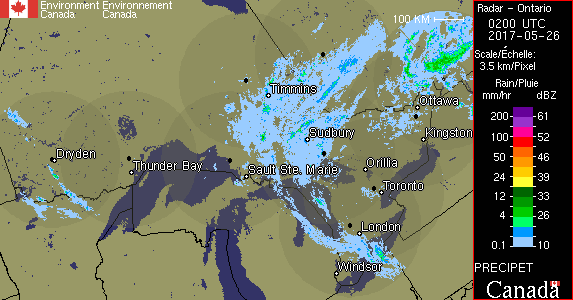 Environment Environnement
Canada Canada
100 KM
Timmins
Ottawa
Sudbury
Kingston
Dryden
Thunder Bay
Sault Ste. Marie
Orillia
Toronto
London
Windsor
Radar - Ontario
0200 UTC
2017-05-26
Scale/Échelle:
3.5 km/Pixel
Rain/Pluie
mm/hr dBZ
200 61
100 52
50 46
24 39
12 33
4 26
0.1 10
PRECIPET
Canada